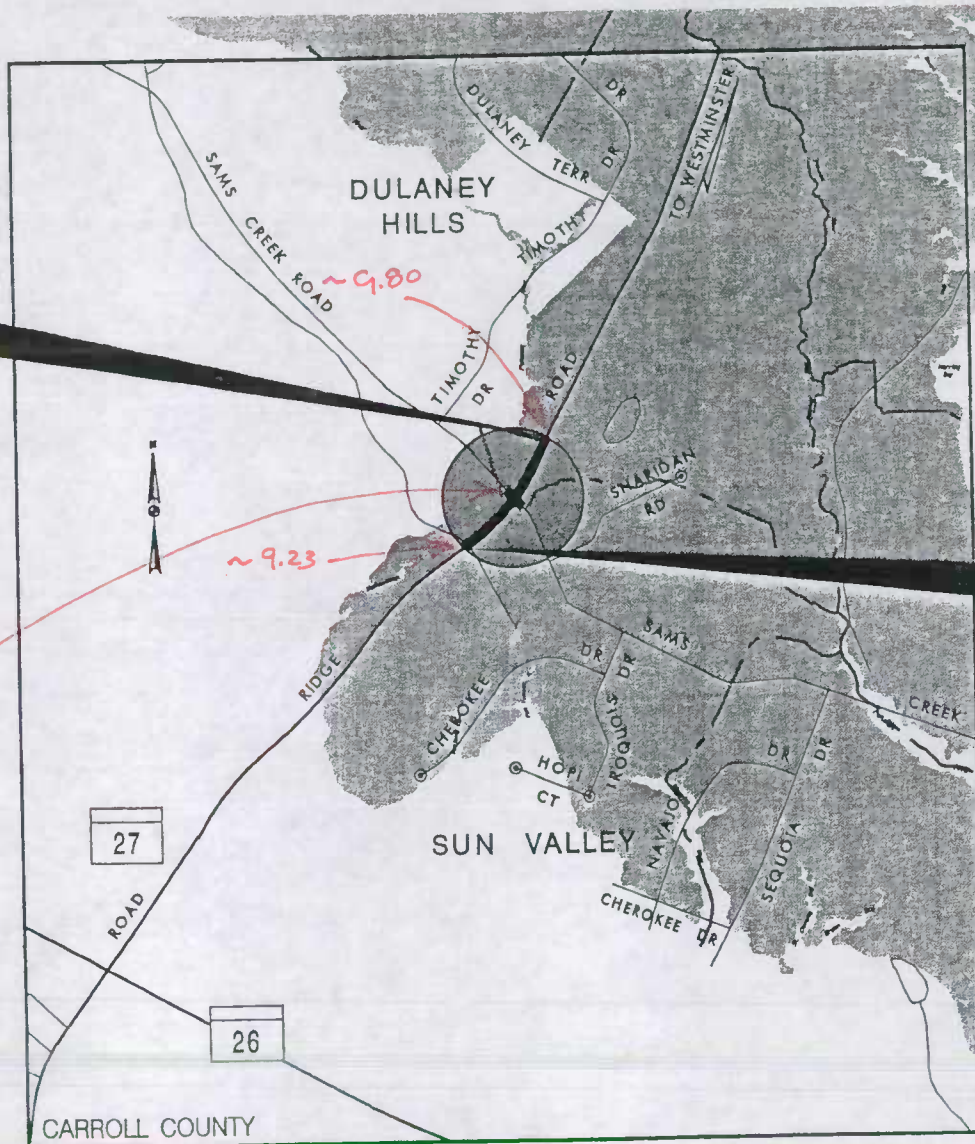 DULANEY
TERR
DR
DR
TO WESTMINSTER
SAMS CREEK ROAD
DULANEY
HILLS
TIMOTHY
~9.80
TIMOTHY
DR
ROAD
SHARIDAN
RD
~9.23
RIDGE
SAMS
CREEK
CHEROKEE
DR
IROQUOIS
DR
HOPI
CT
NAVAJO
DR
SEQUOIA
DR
27
SUN VALLEY
CHEROKEE DR
ROAD
26
CARROLL COUNTY